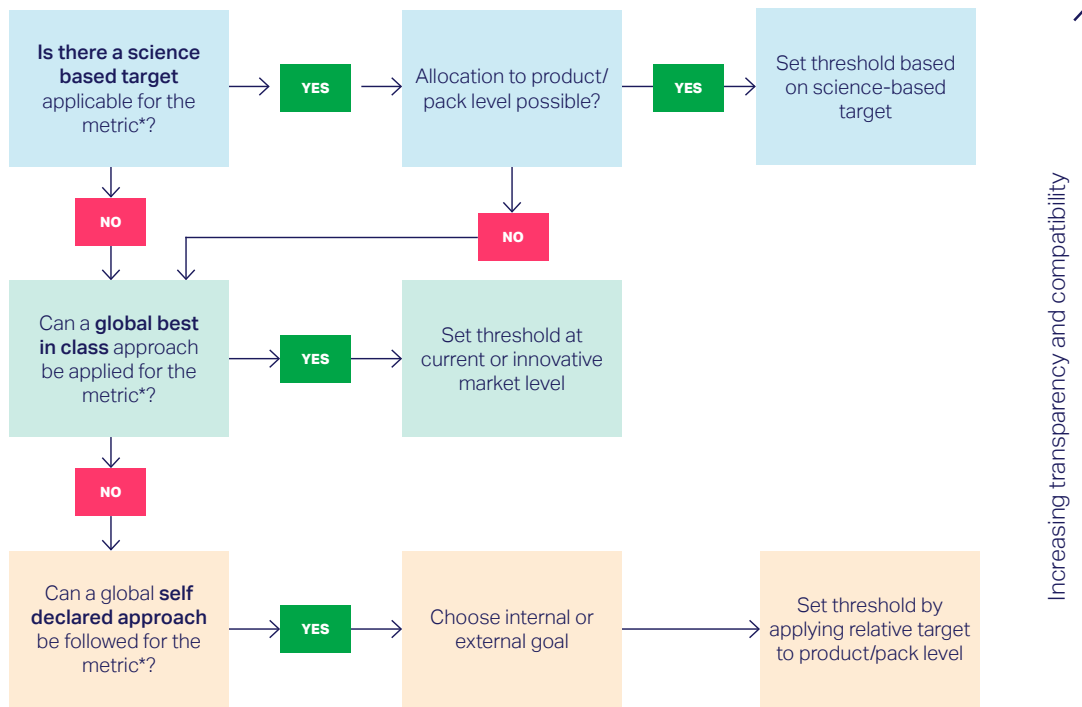 Is there a science
based target
applicable for the
metric*?
YES
Allocation to product/
pack level possible?
YES
Set threshold based
on science-based
target
NO
NO
Can a global best
in class approach
be applied for the
metric*?
YES
Set threshold at
current or innovative
market level
NO
Can a global self
declared approach
be followed for the
metric*?
YES
Choose internal or
external goal
Set threshold by
applying relative target
to product/pack level
Increasing transparency and compatibility